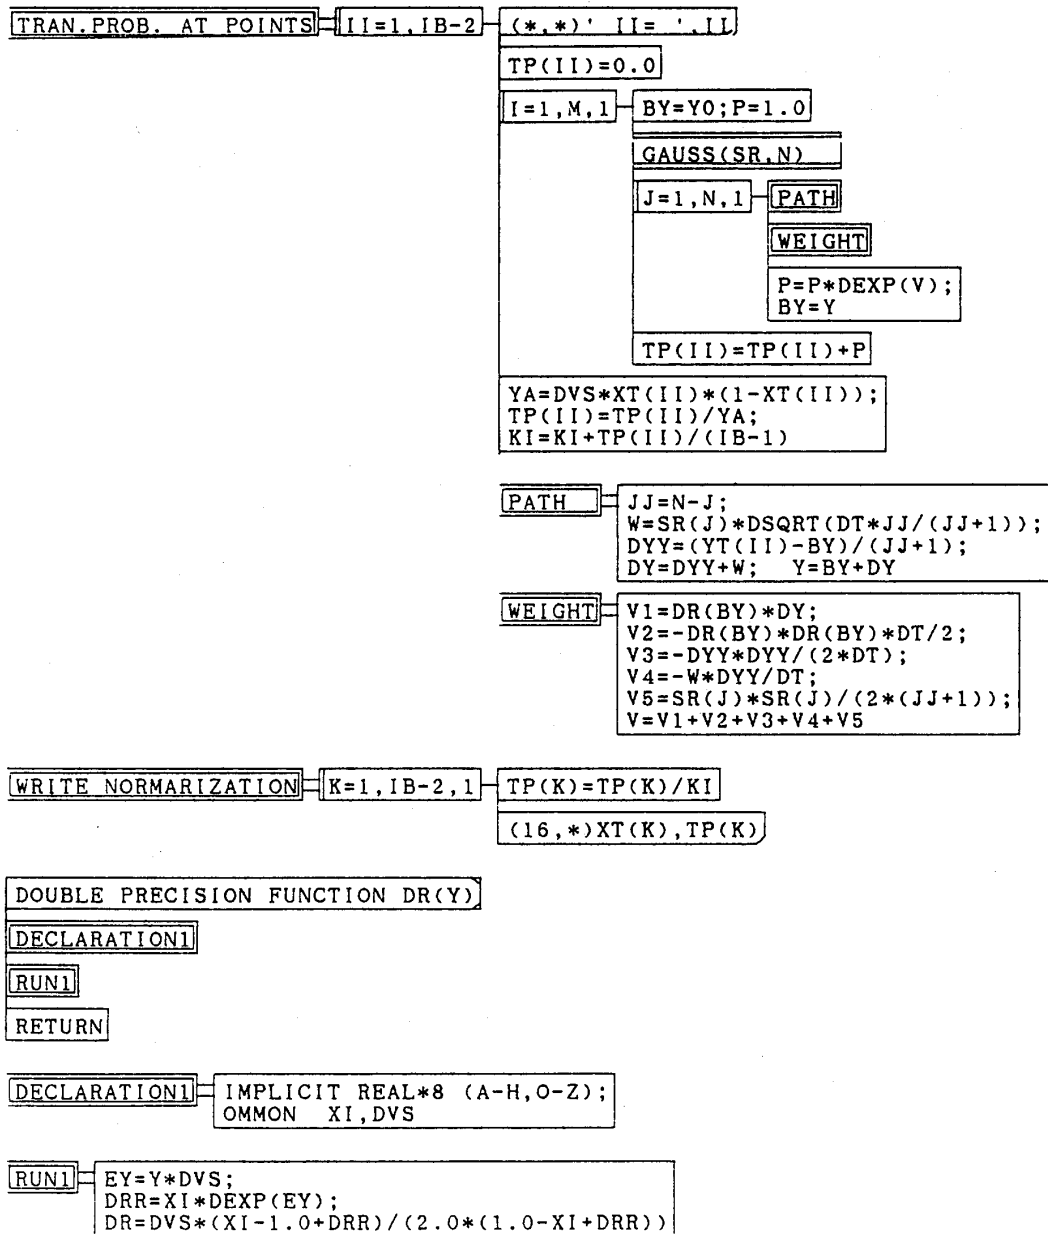 TRAN.PROB. AT POINTS II=1,IB-2 (*,*)' II= ',II
TP(II)=0.0
I=1,M,1 BY=Y0;P=1.0
GAUSS(SR,N)
J=1,N,1 PATH
WEIGHT
P=P*DEXP(V);
BY=Y
TP(II)=TP(II)+P
YA=DVS*XT(II)*(1-XT(II));
TP(II)=TP(II)/YA;
KI=KI+TP(II)/(IB-1)
PATH JJ=N-J;
W=SR(J)*DSQRT(DT*JJ/(JJ+1));
DYY=(YT(II)-BY)/(JJ+1);
DY=DYY+W; Y=BY+DY
WEIGHT V1=DR(BY)*DY;
V2=-DR(BY)*DR(BY)*DT/2;
V3=-DYY*DYY/(2*DT);
V4=-W*DYY/DT;
V5=SR(J)*SR(J)/(2*(JJ+1));
V=V1+V2+V3+V4+V5
WRITE NORMARIZATION K=1,IB-2,1 TP(K)=TP(K)/KI
(16,*)XT(K),TP(K)
DOUBLE PRECISION FUNCTION DR(Y)
DECLARATION1
RUN1
RETURN
DECLARATION1 IMPLICIT REAL*8 (A-H,O-Z);
OMMON XI,DVS
RUN1 EY=Y*DVS;
DRR=XI*DEXP(EY);
DR=DVS*(XI-1.0+DRR)/(2.0*(1.0-XI+DRR))